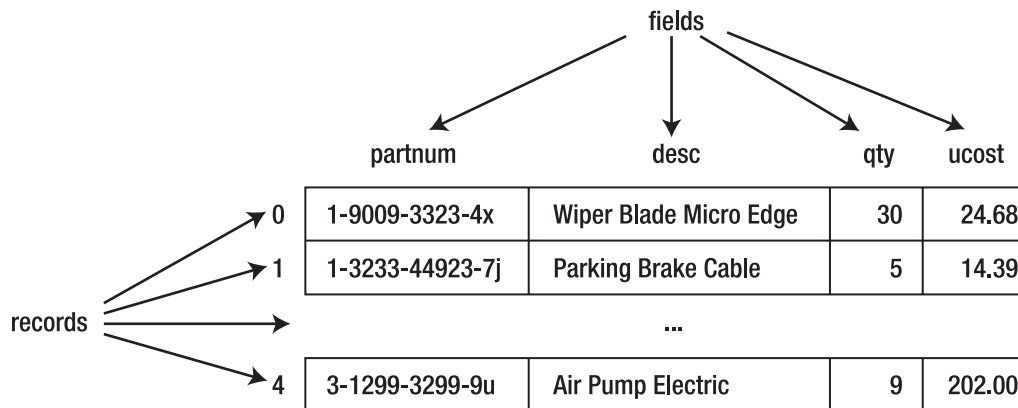 fields
partnum desc qty ucost
0 1-9009-3323-4x Wiper Blade Micro Edge 30 24.68
1 1-3233-44923-7j Parking Brake Cable 5 14.39
records ...
4 3-1299-3299-9u Air Pump Electric 9 202.00